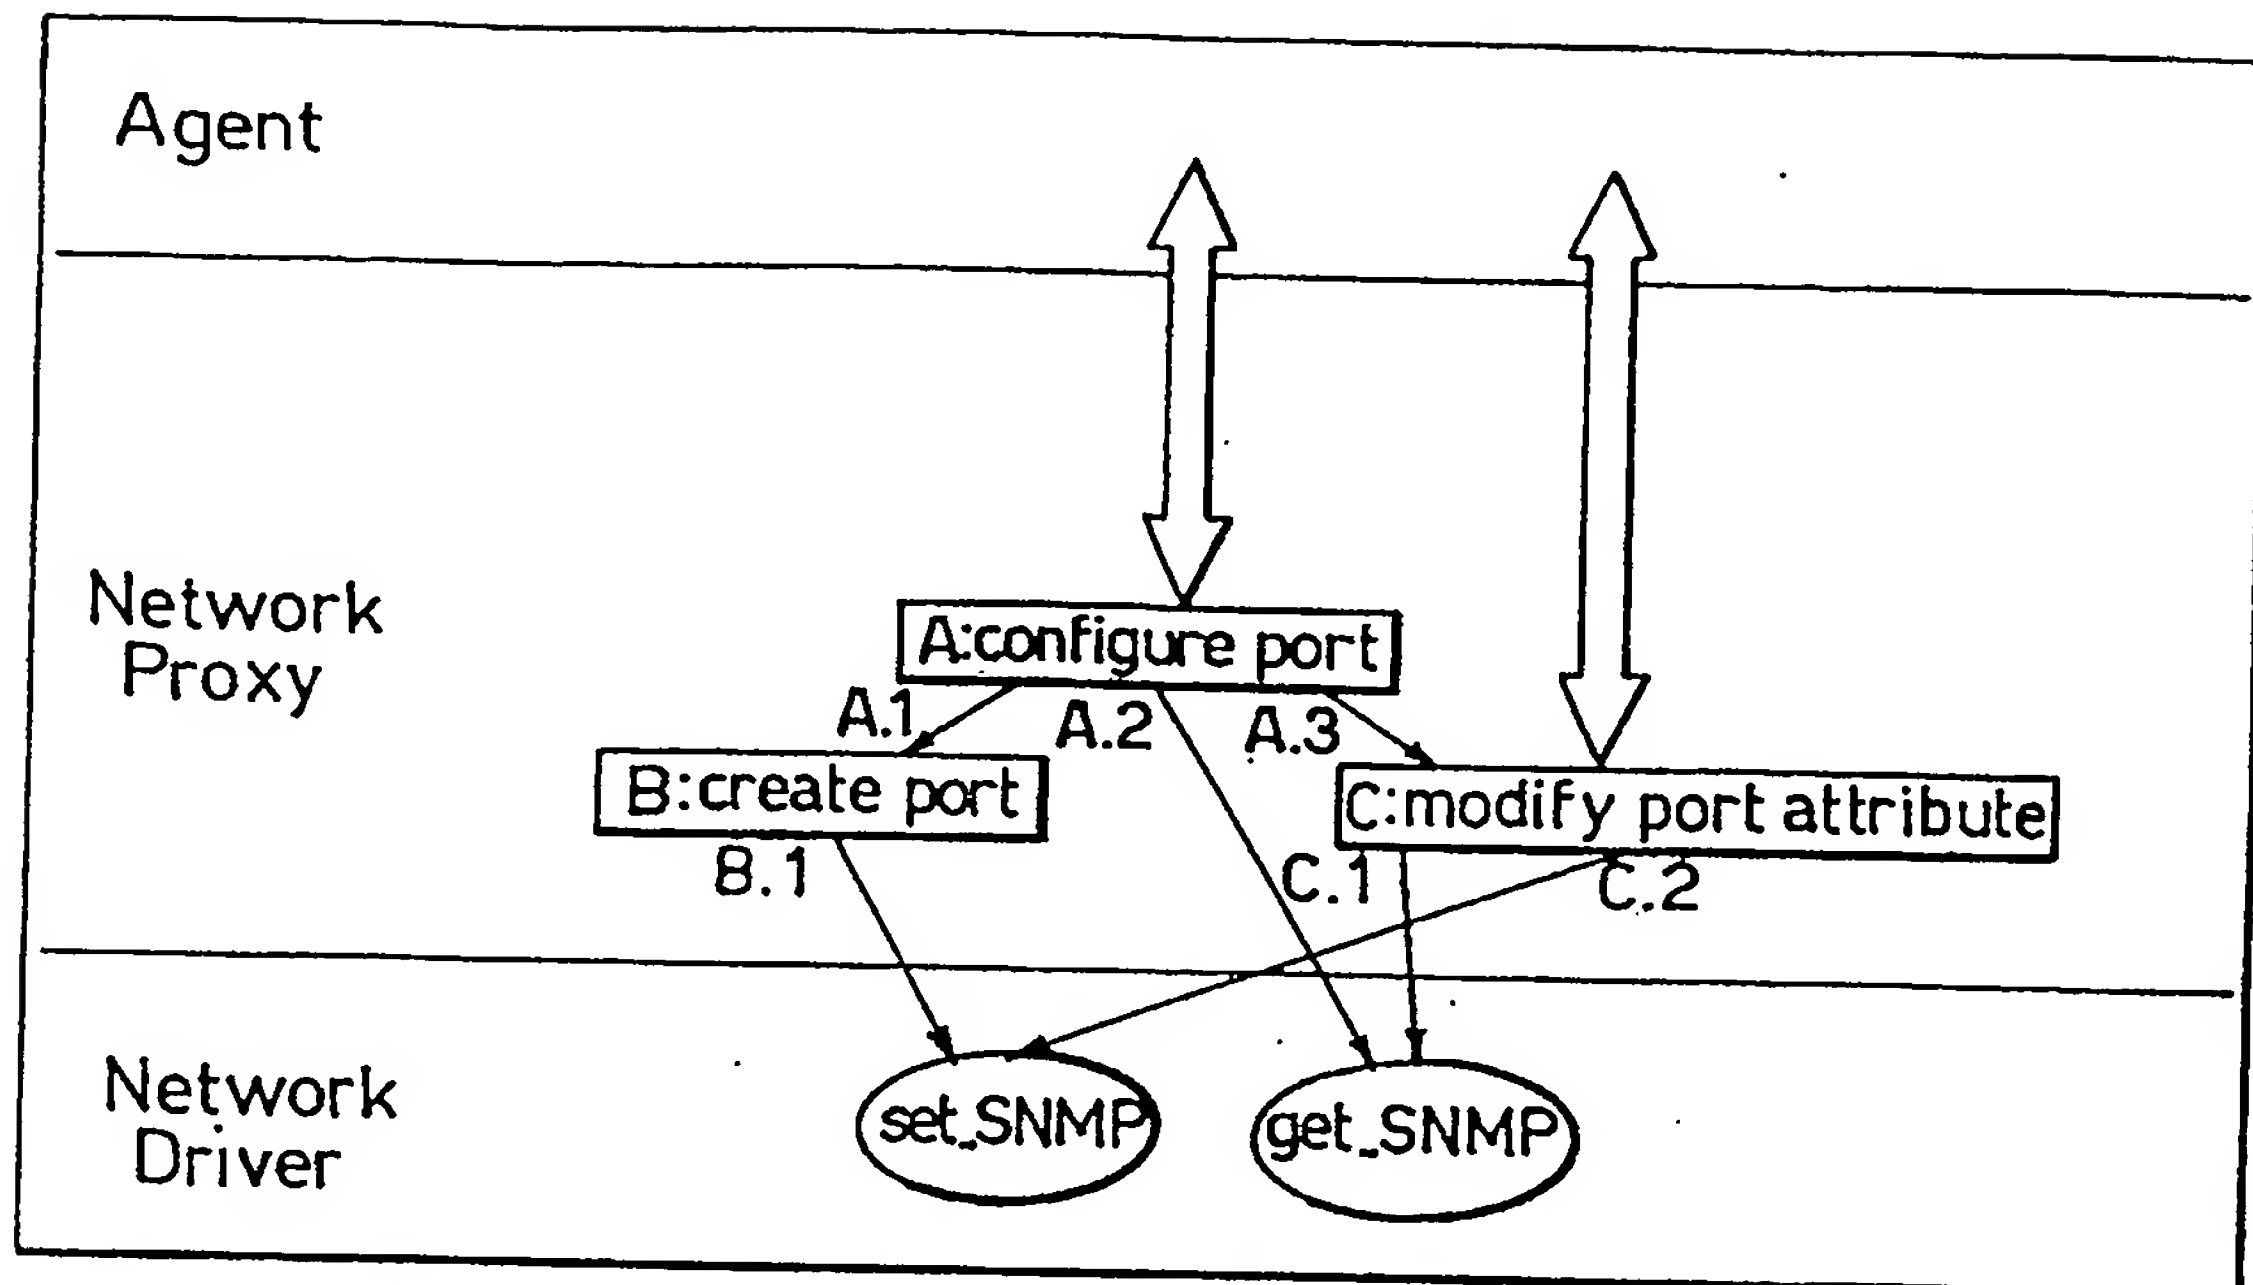 Agent
Network
Proxy
A:configure port
A.1
A.2
A.3
B:create port
C:modify port attribute
B.1
C.1
C.2
Network
Driver
set_SNMP
get_SNMP